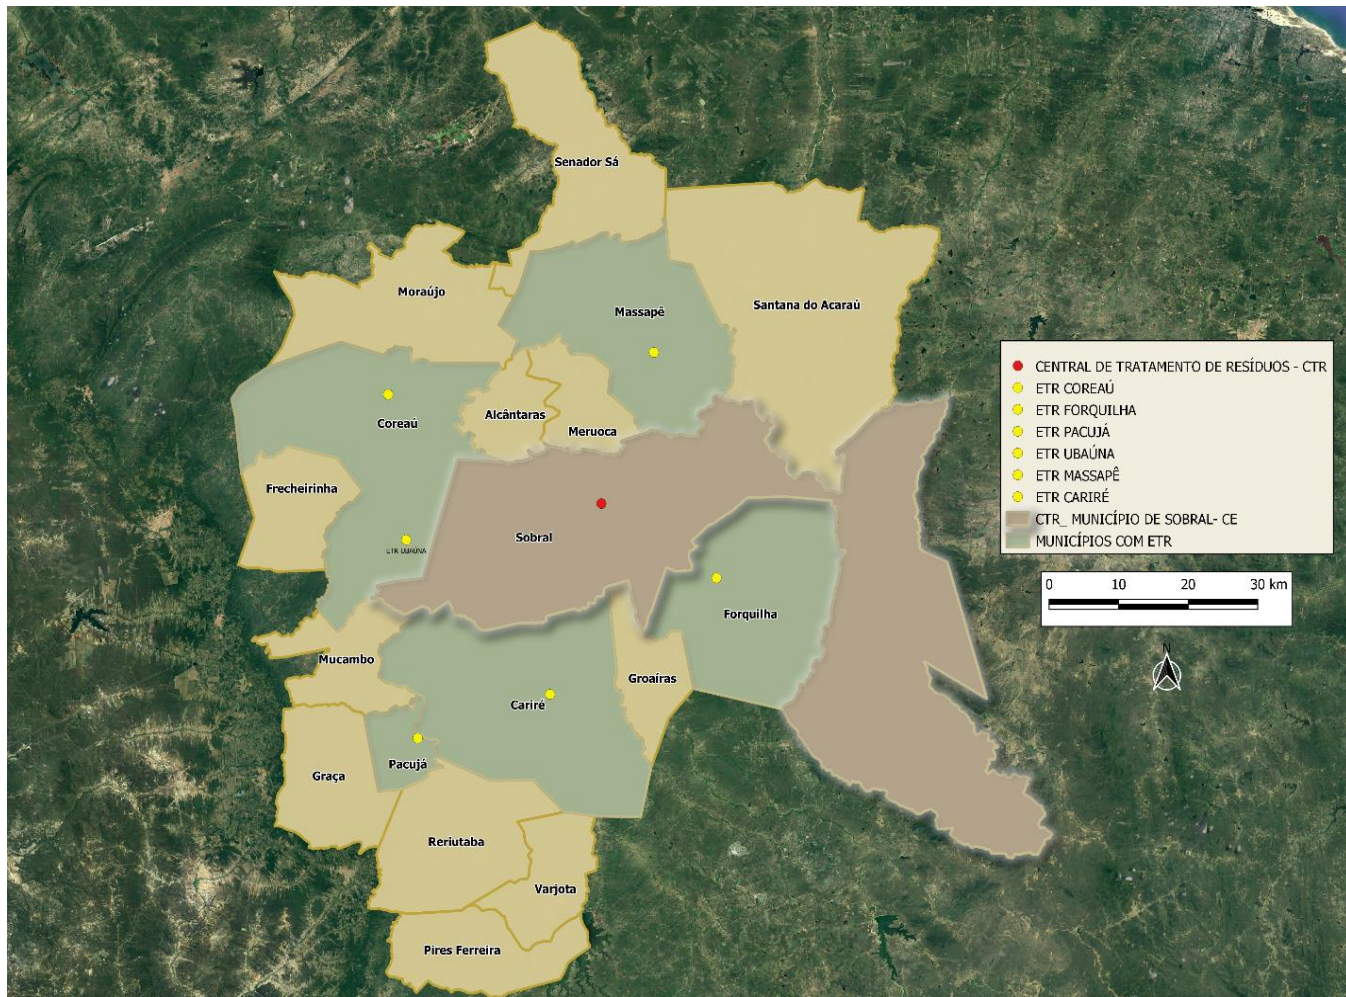 Senador Sá
Moraújo
Massapê
Santana do Acaraú
Alcântaras
Coreaú
Meruoca
Frecheirinha
Sobral
ETR UBAÚNA
Forquilha
Mucambo
Groaíras
Cariré
Pacujá
Graça
Reriutaba
Varjota
Pires Ferreira
CENTRAL DE TRATAMENTO DE RESÍDUOS - CTR
ETR COREAÚ
ETR FORQUILHA
ETR PACUJÁ
ETR UBAÚNA
ETR MASSAPÊ
ETR CARIRÉ
CTR_ MUNICÍPIO DE SOBRAL- CE
MUNICÍPIOS COM ETR
0 10 20 30 km
N